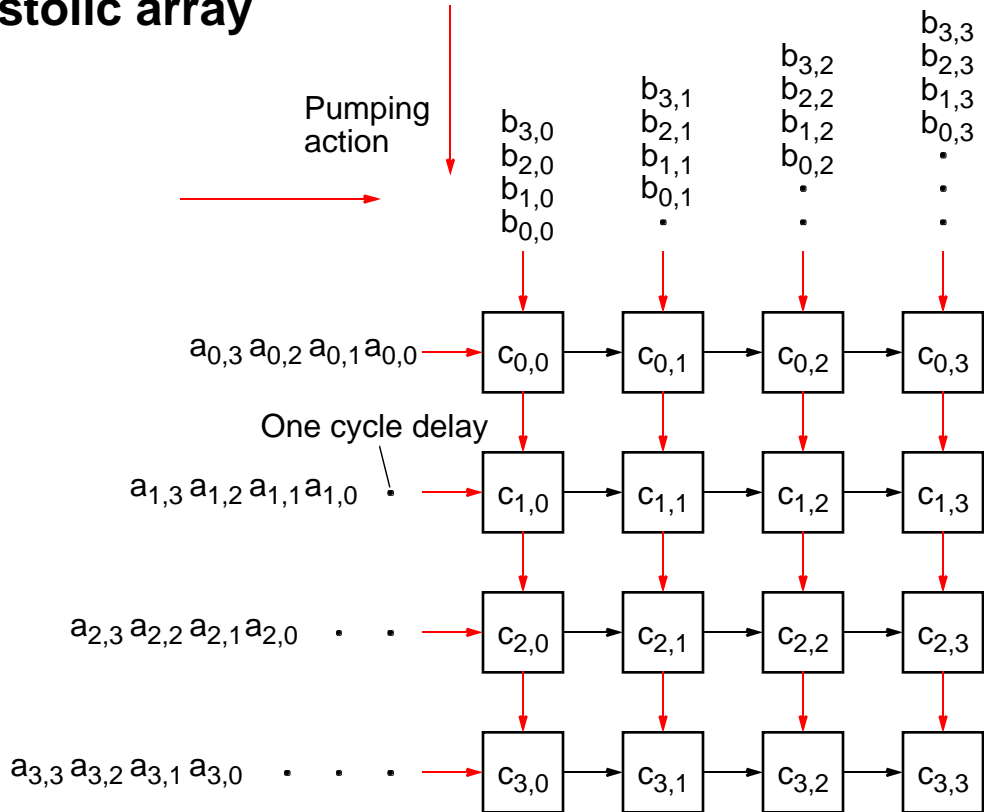 stolic array
Pumping
action
b3,0
b2,0
b1,0
b0,0
b3,1
b2,1
b1,1
b0,1
b3,2
b2,2
b1,2
b0,2
b3,3
b2,3
b1,3
b0,3
a0,3 a0,2 a0,1 a0,0
c0,0 c0,1 c0,2 c0,3
One cycle delay
a1,3 a1,2 a1,1 a1,0
c1,0 c1,1 c1,2 c1,3
a2,3 a2,2 a2,1 a2,0
c2,0 c2,1 c2,2 c2,3
a3,3 a3,2 a3,1 a3,0
c3,0 c3,1 c3,2 c3,3